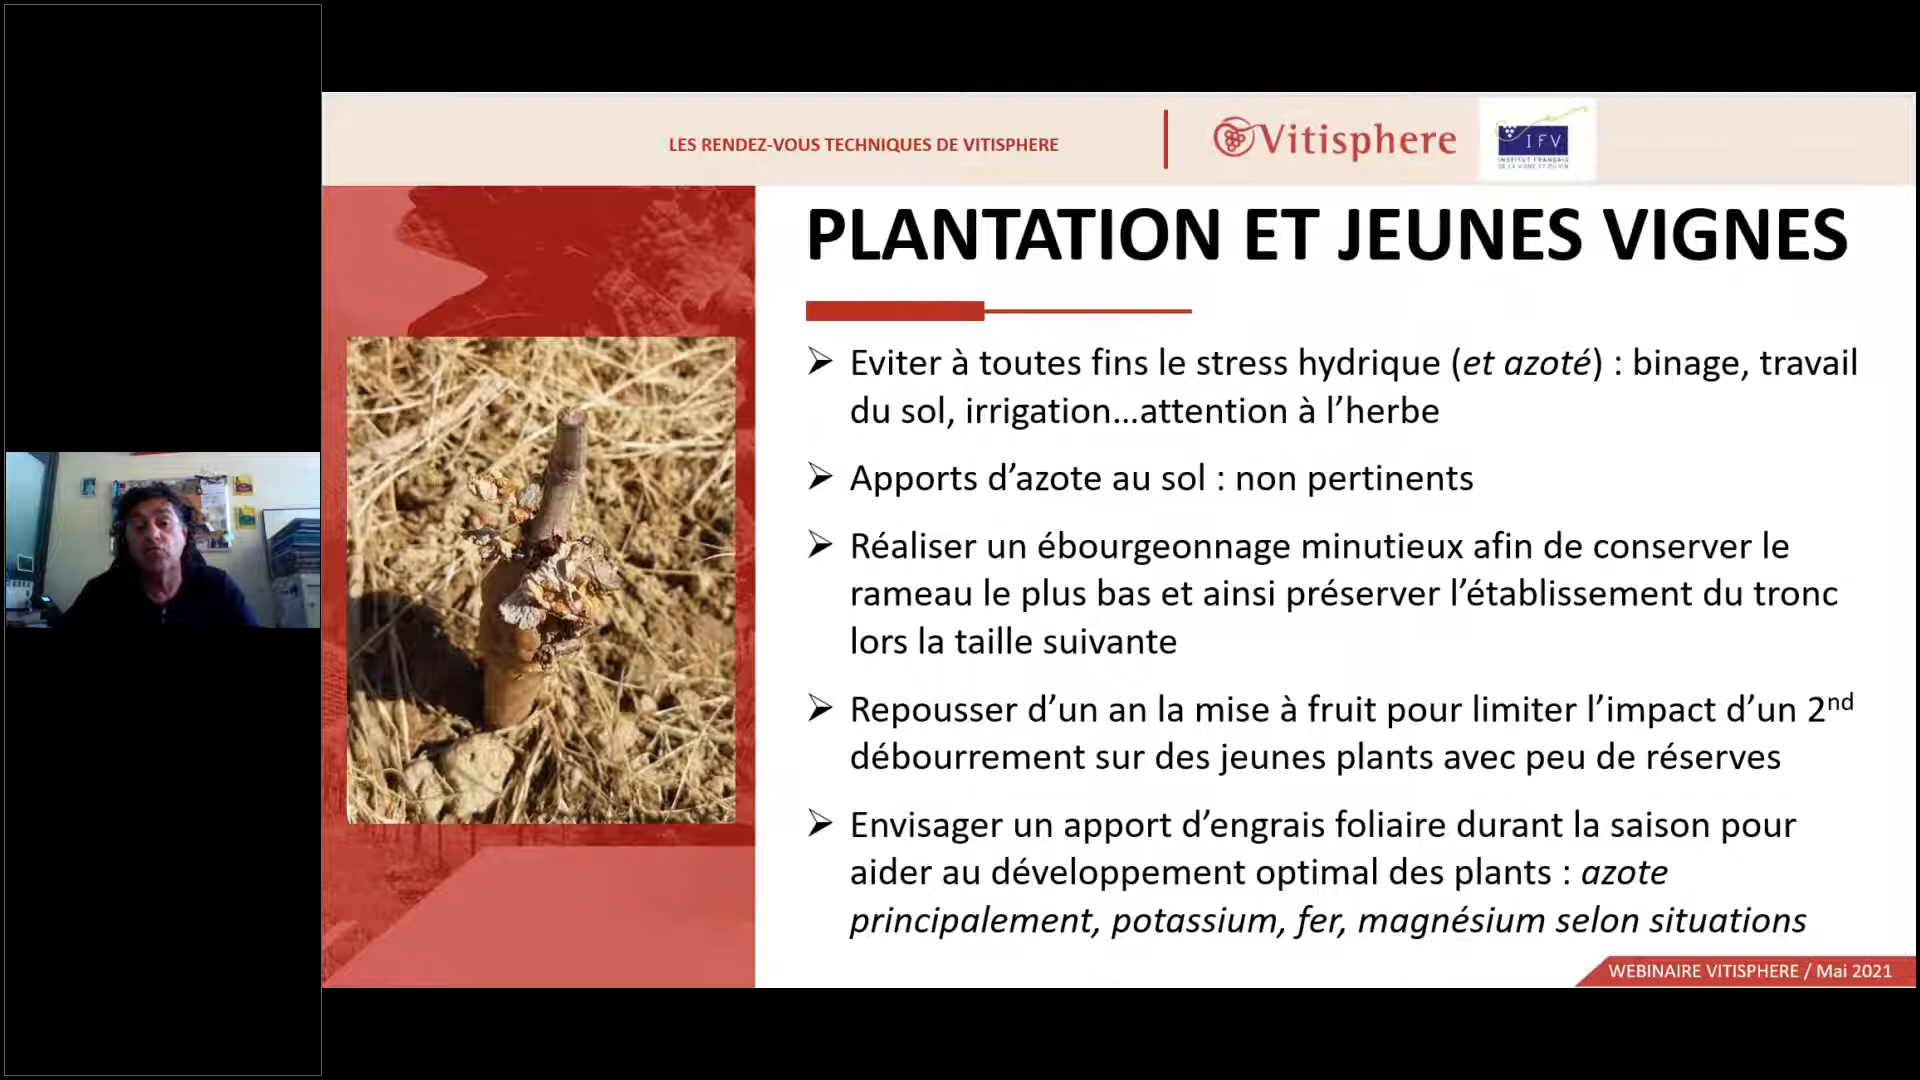 LES RENDEZ-VOUS TECHNIQUES DE VITISPHERE
Vitisphere
IFV
INSTITUT FRANÇAIS
DE LA VIGNE ET DU VIN
PLANTATION ET JEUNES VIGNES
➢ Eviter à toutes fins le stress hydrique (et azoté) : binage, travail
du sol, irrigation...attention à l’herbe
➢ Apports d’azote au sol : non pertinents
➢ Réaliser un ébourgeonnage minutieux afin de conserver le
rameau le plus bas et ainsi préserver l’établissement du tronc
lors la taille suivante
➢ Repousser d’un an la mise à fruit pour limiter l’impact d’un 2nd
débourrement sur des jeunes plants avec peu de réserves
➢ Envisager un apport d’engrais foliaire durant la saison pour
aider au développement optimal des plants : azote
principalement, potassium, fer, magnésium selon situations
WEBINAIRE VITISPHERE / Mai 2021